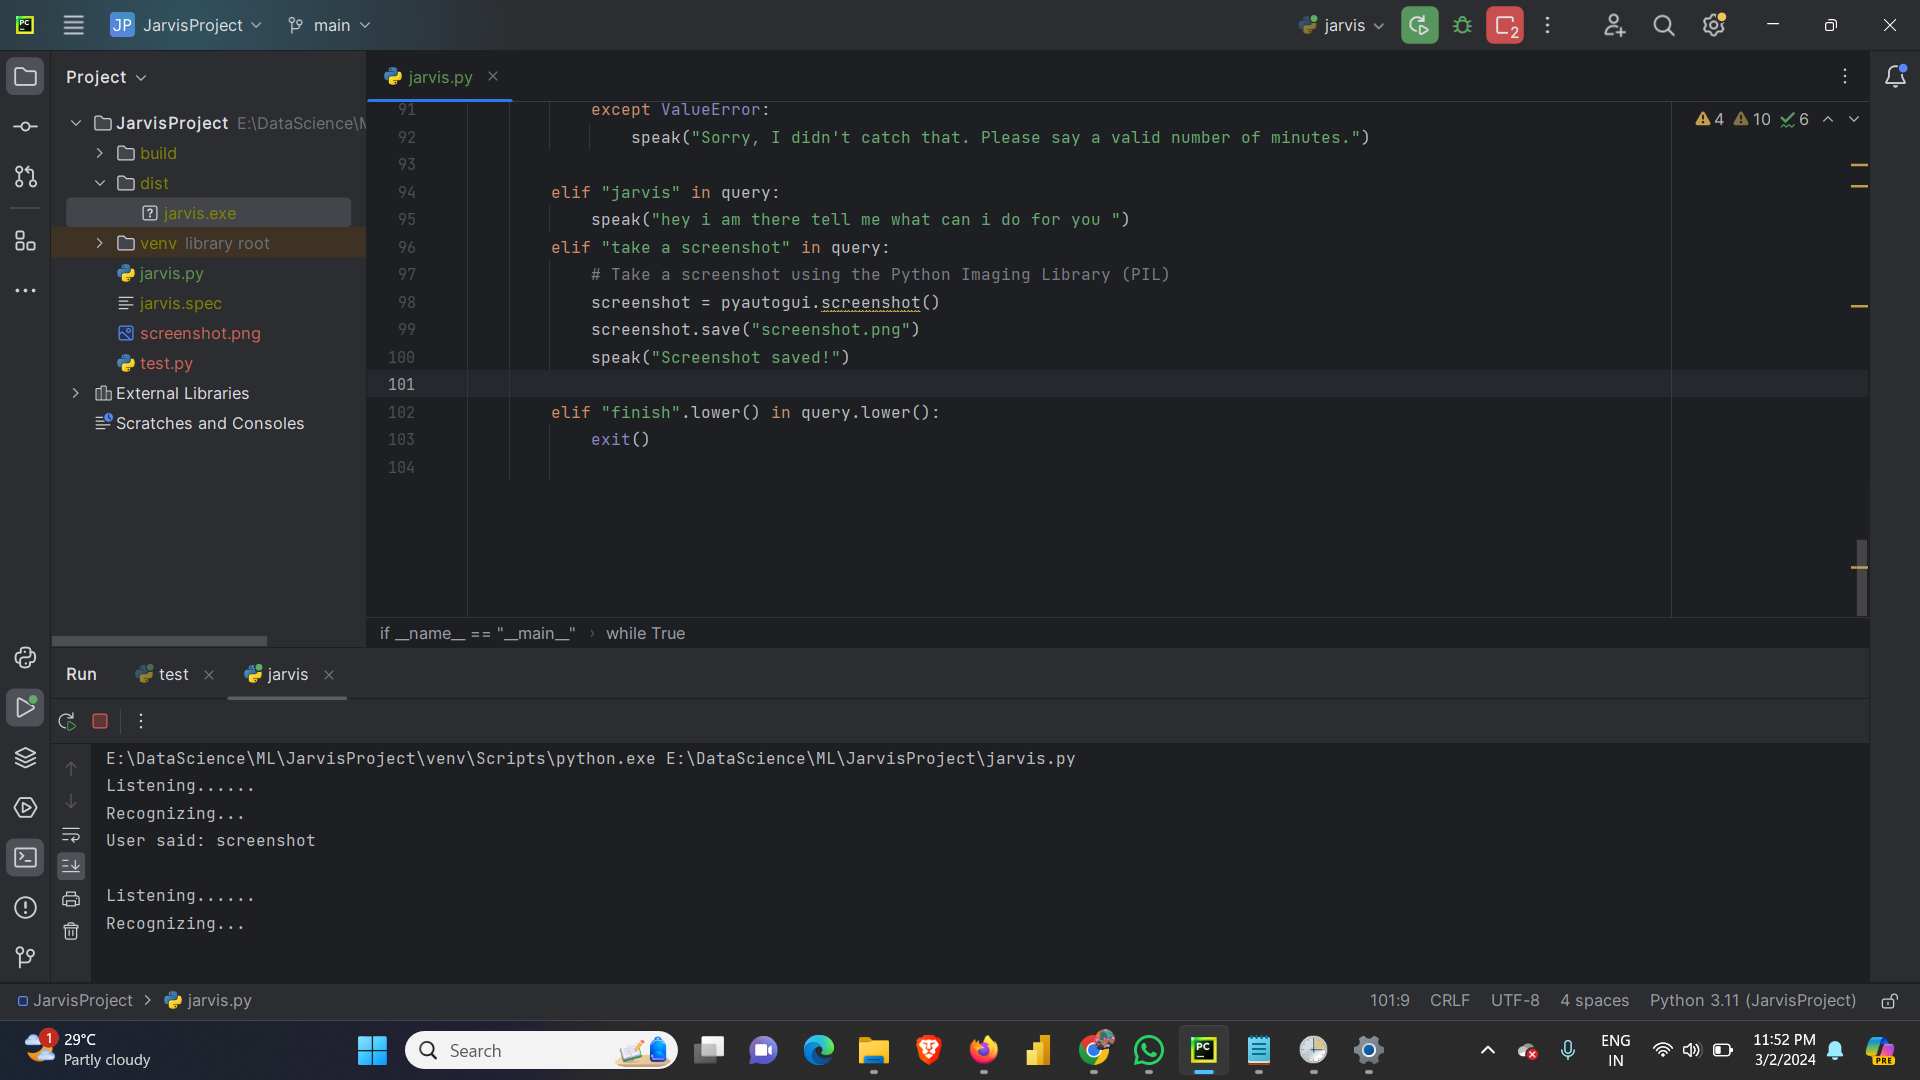 JP JarvisProject main jarvis 2
Project
jarvis.py
4 10 6
JarvisProject E:\DataScience\
build
dist
jarvis.exe
venv library root
jarvis.py
jarvis.spec
screenshot.png
test.py
External Libraries
Scratches and Consoles
91 except ValueError:
92 speak("Sorry, I didn't catch that. Please say a valid number of minutes.")
93
94 elif "jarvis" in query:
95 speak("hey i am there tell me what can i do for you ")
96 elif "take a screenshot" in query:
97 # Take a screenshot using the Python Imaging Library (PIL)
98 screenshot = pyautogui.screenshot()
99 screenshot.save("screenshot.png")
100 speak("Screenshot saved!")
101
102 elif "finish".lower() in query.lower():
103 exit()
104
if __name__ == "__main__" › while True
Run test jarvis
E:\DataScience\ML\JarvisProject\venv\Scripts\python.exe E:\DataScience\ML\JarvisProject\jarvis.py
Listening......
Recognizing...
User said: screenshot
Listening......
Recognizing...
JarvisProject > jarvis.py 101:9 CRLF UTF-8 4 spaces Python 3.11 (JarvisProject)
1 29°C
Partly cloudy
Search
ENG
IN
11:52 PM
3/2/2024
PRE